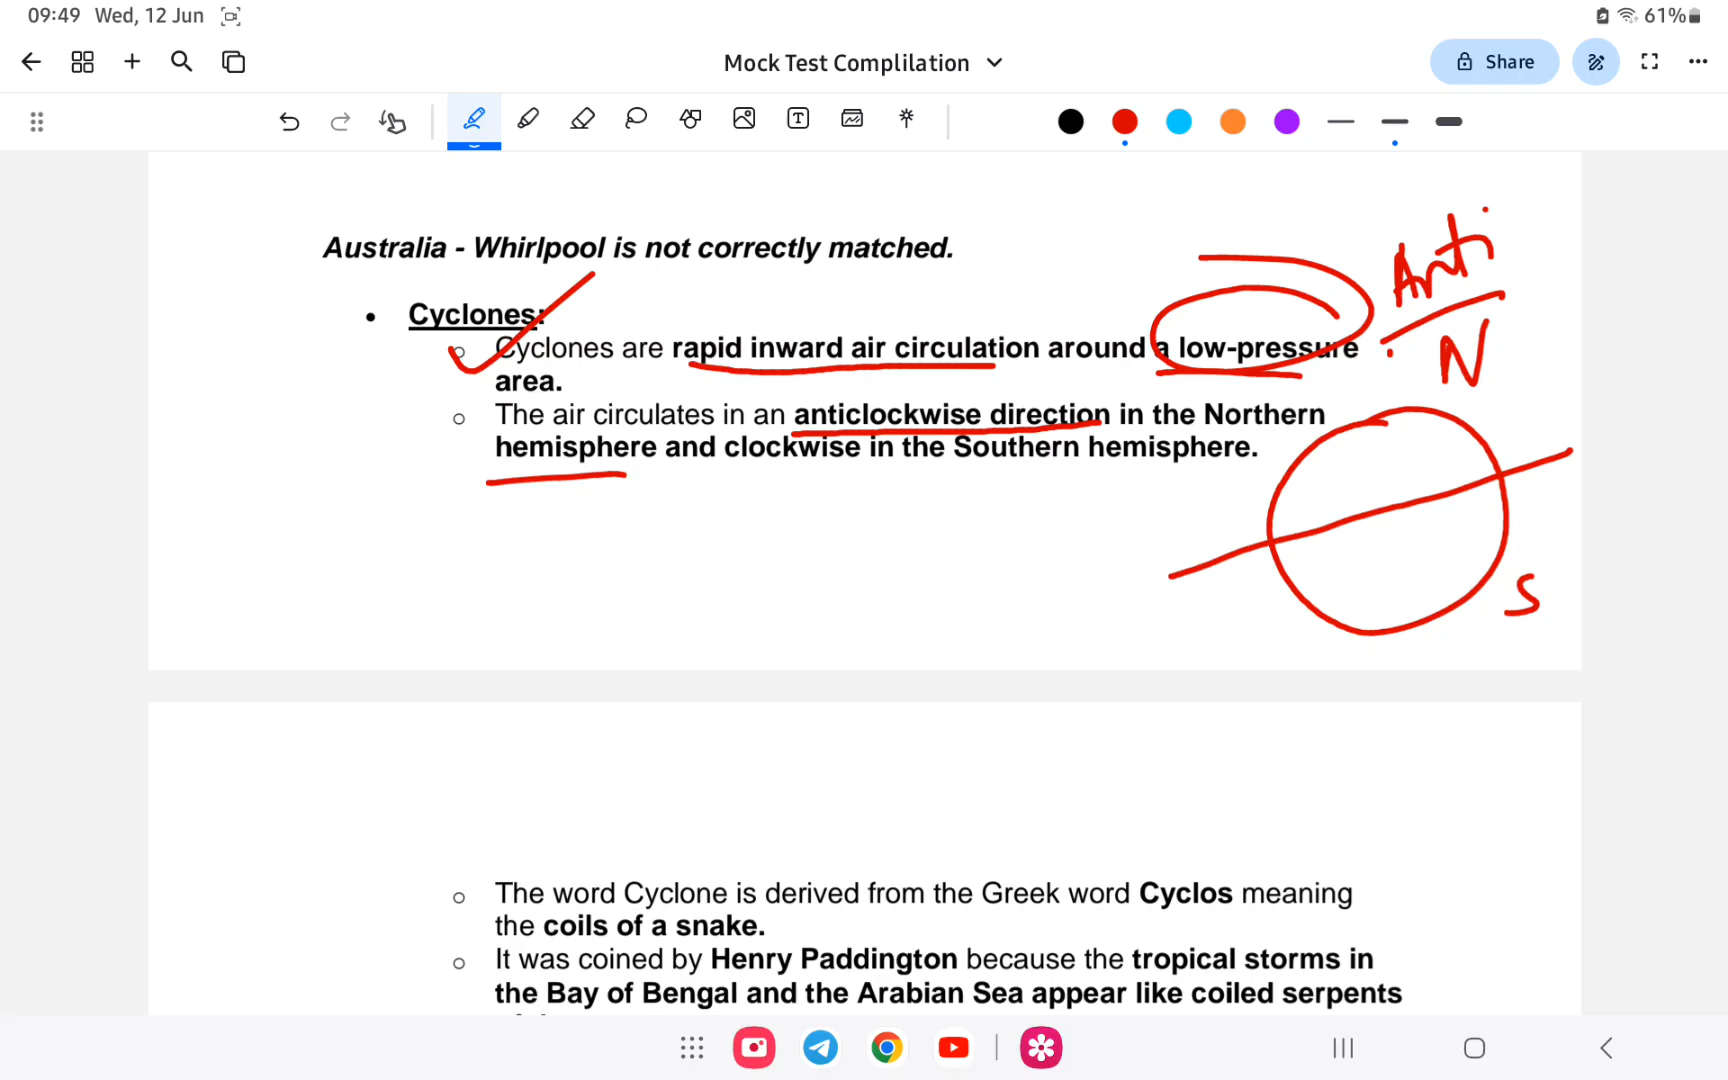 09:49 Wed, 12 Jun
61%
Mock Test Complilation
Share
Australia - Whirlpool is not correctly matched.
Anti
N
• Cyclones:
Cyclones are rapid inward air circulation around a low-pressure
area.
The air circulates in an anticlockwise direction in the Northern
hemisphere and clockwise in the Southern hemisphere.
S
The word Cyclone is derived from the Greek word Cyclos meaning
the coils of a snake.
It was coined by Henry Paddington because the tropical storms in
the Bay of Bengal and the Arabian Sea appear like coiled serpents